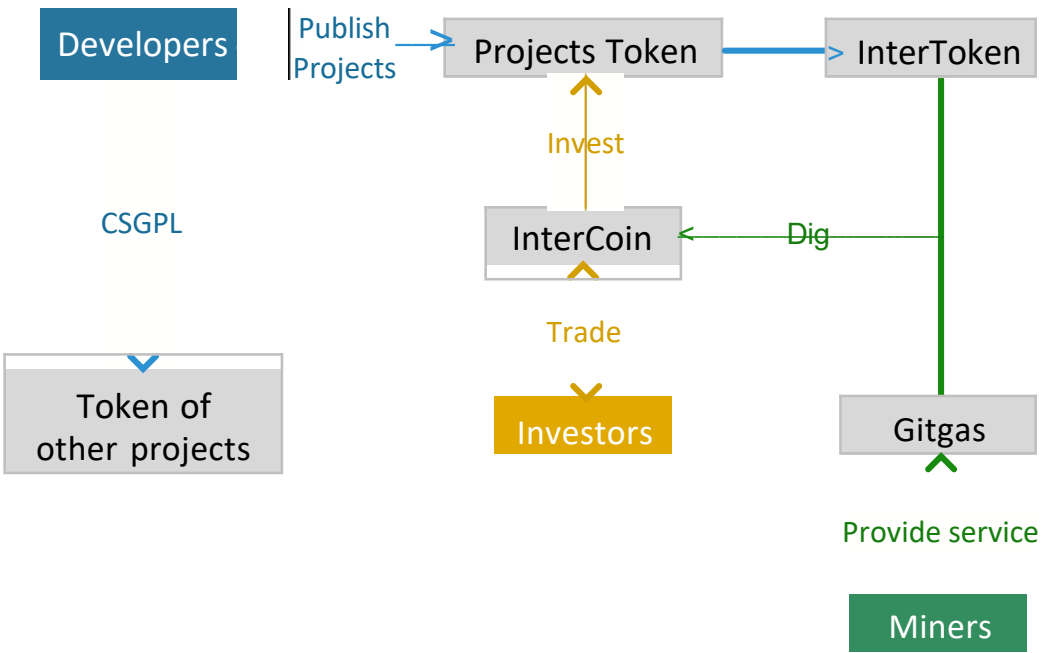 Developers
Publish
Projects
Projects Token
InterToken
Invest
CSGPL
InterCoin
Dig
Trade
Token of
other projects
Investors
Gitgas
Provide service
Miners